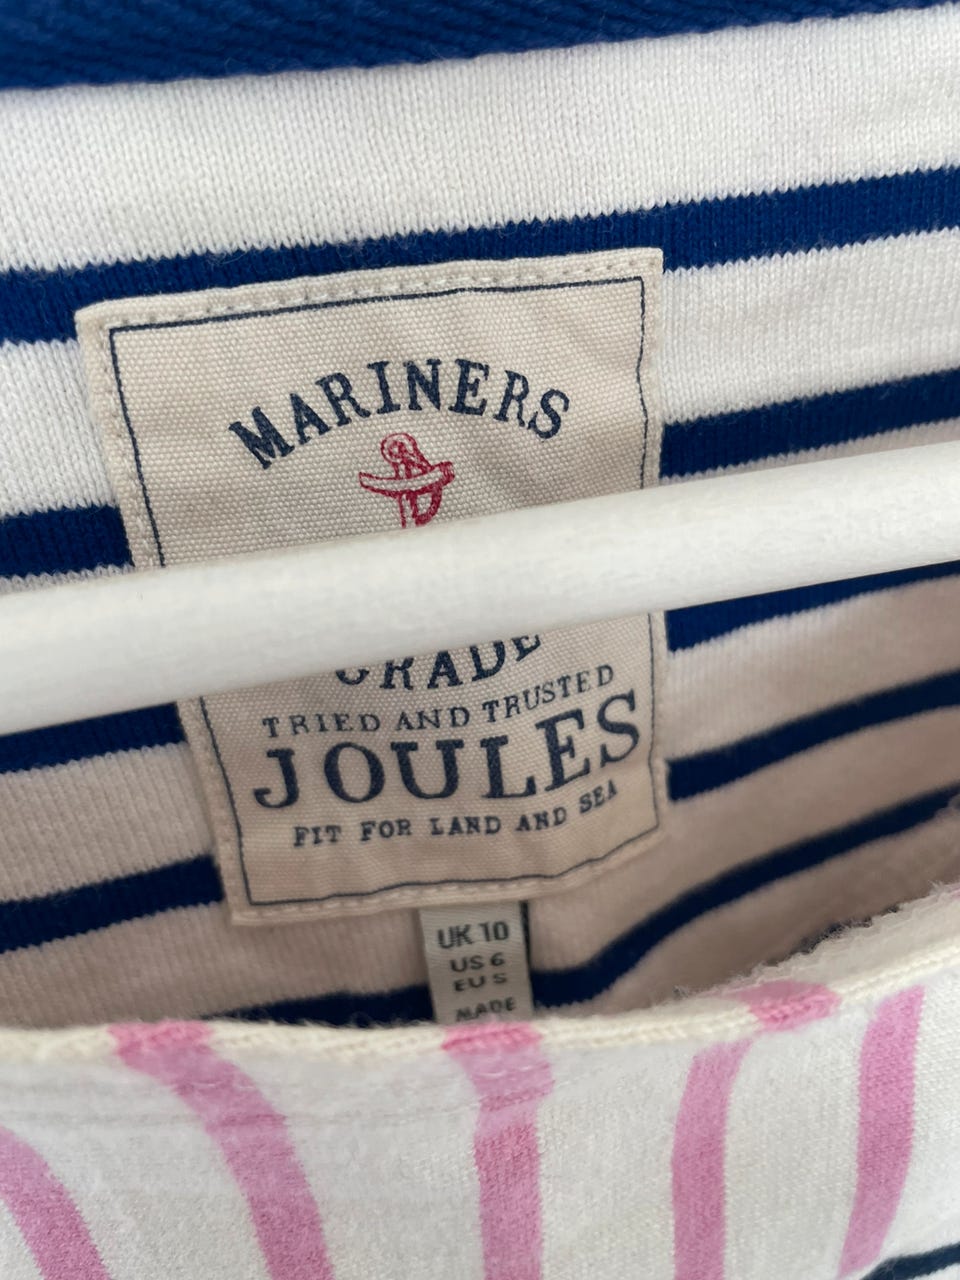 MARINERS
GRADE
TRIED AND TRUSTED
JOULES
FIT FOR LAND AND SEA
UK 10
US 6
EU S
MADE